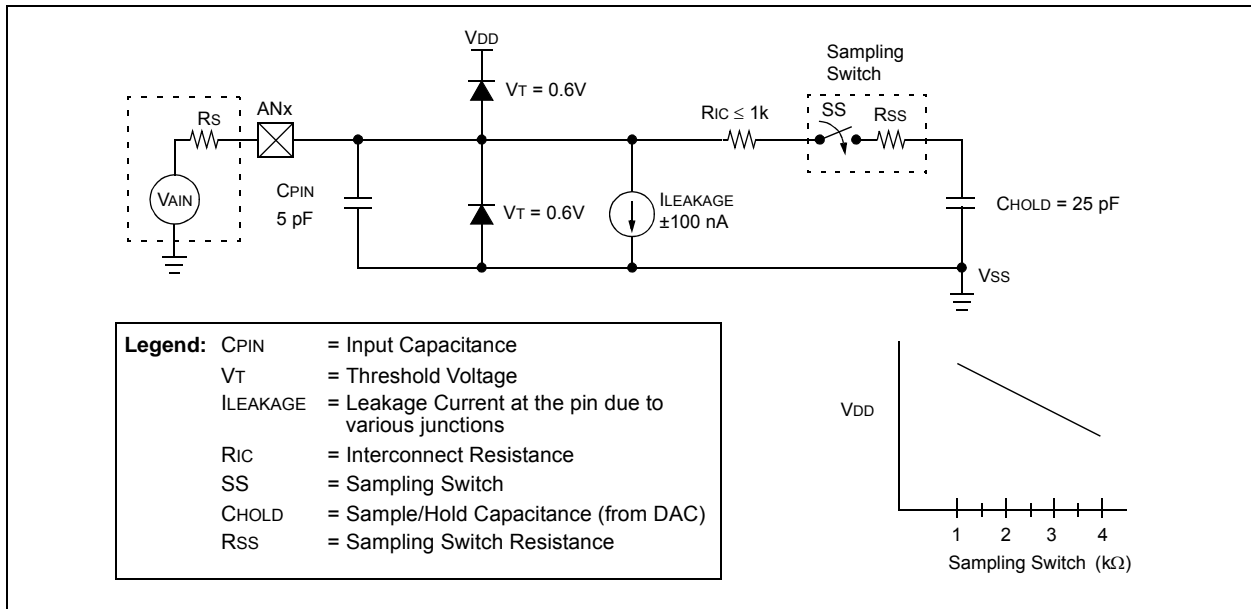 VDD
Sampling
Switch
VT = 0.6V
RS
ANx
RIC ≤ 1k
SS
RSS
VAIN
CPIN
5 pF
VT = 0.6V
ILEAKAGE
±100 nA
CHOLD = 25 pF
VSS
Legend: CPIN = Input Capacitance
VT = Threshold Voltage
ILEAKAGE = Leakage Current at the pin due to
various junctions
RIC = Interconnect Resistance
SS = Sampling Switch
CHOLD = Sample/Hold Capacitance (from DAC)
RSS = Sampling Switch Resistance
VDD
1 2 3 4
Sampling Switch (kΩ)